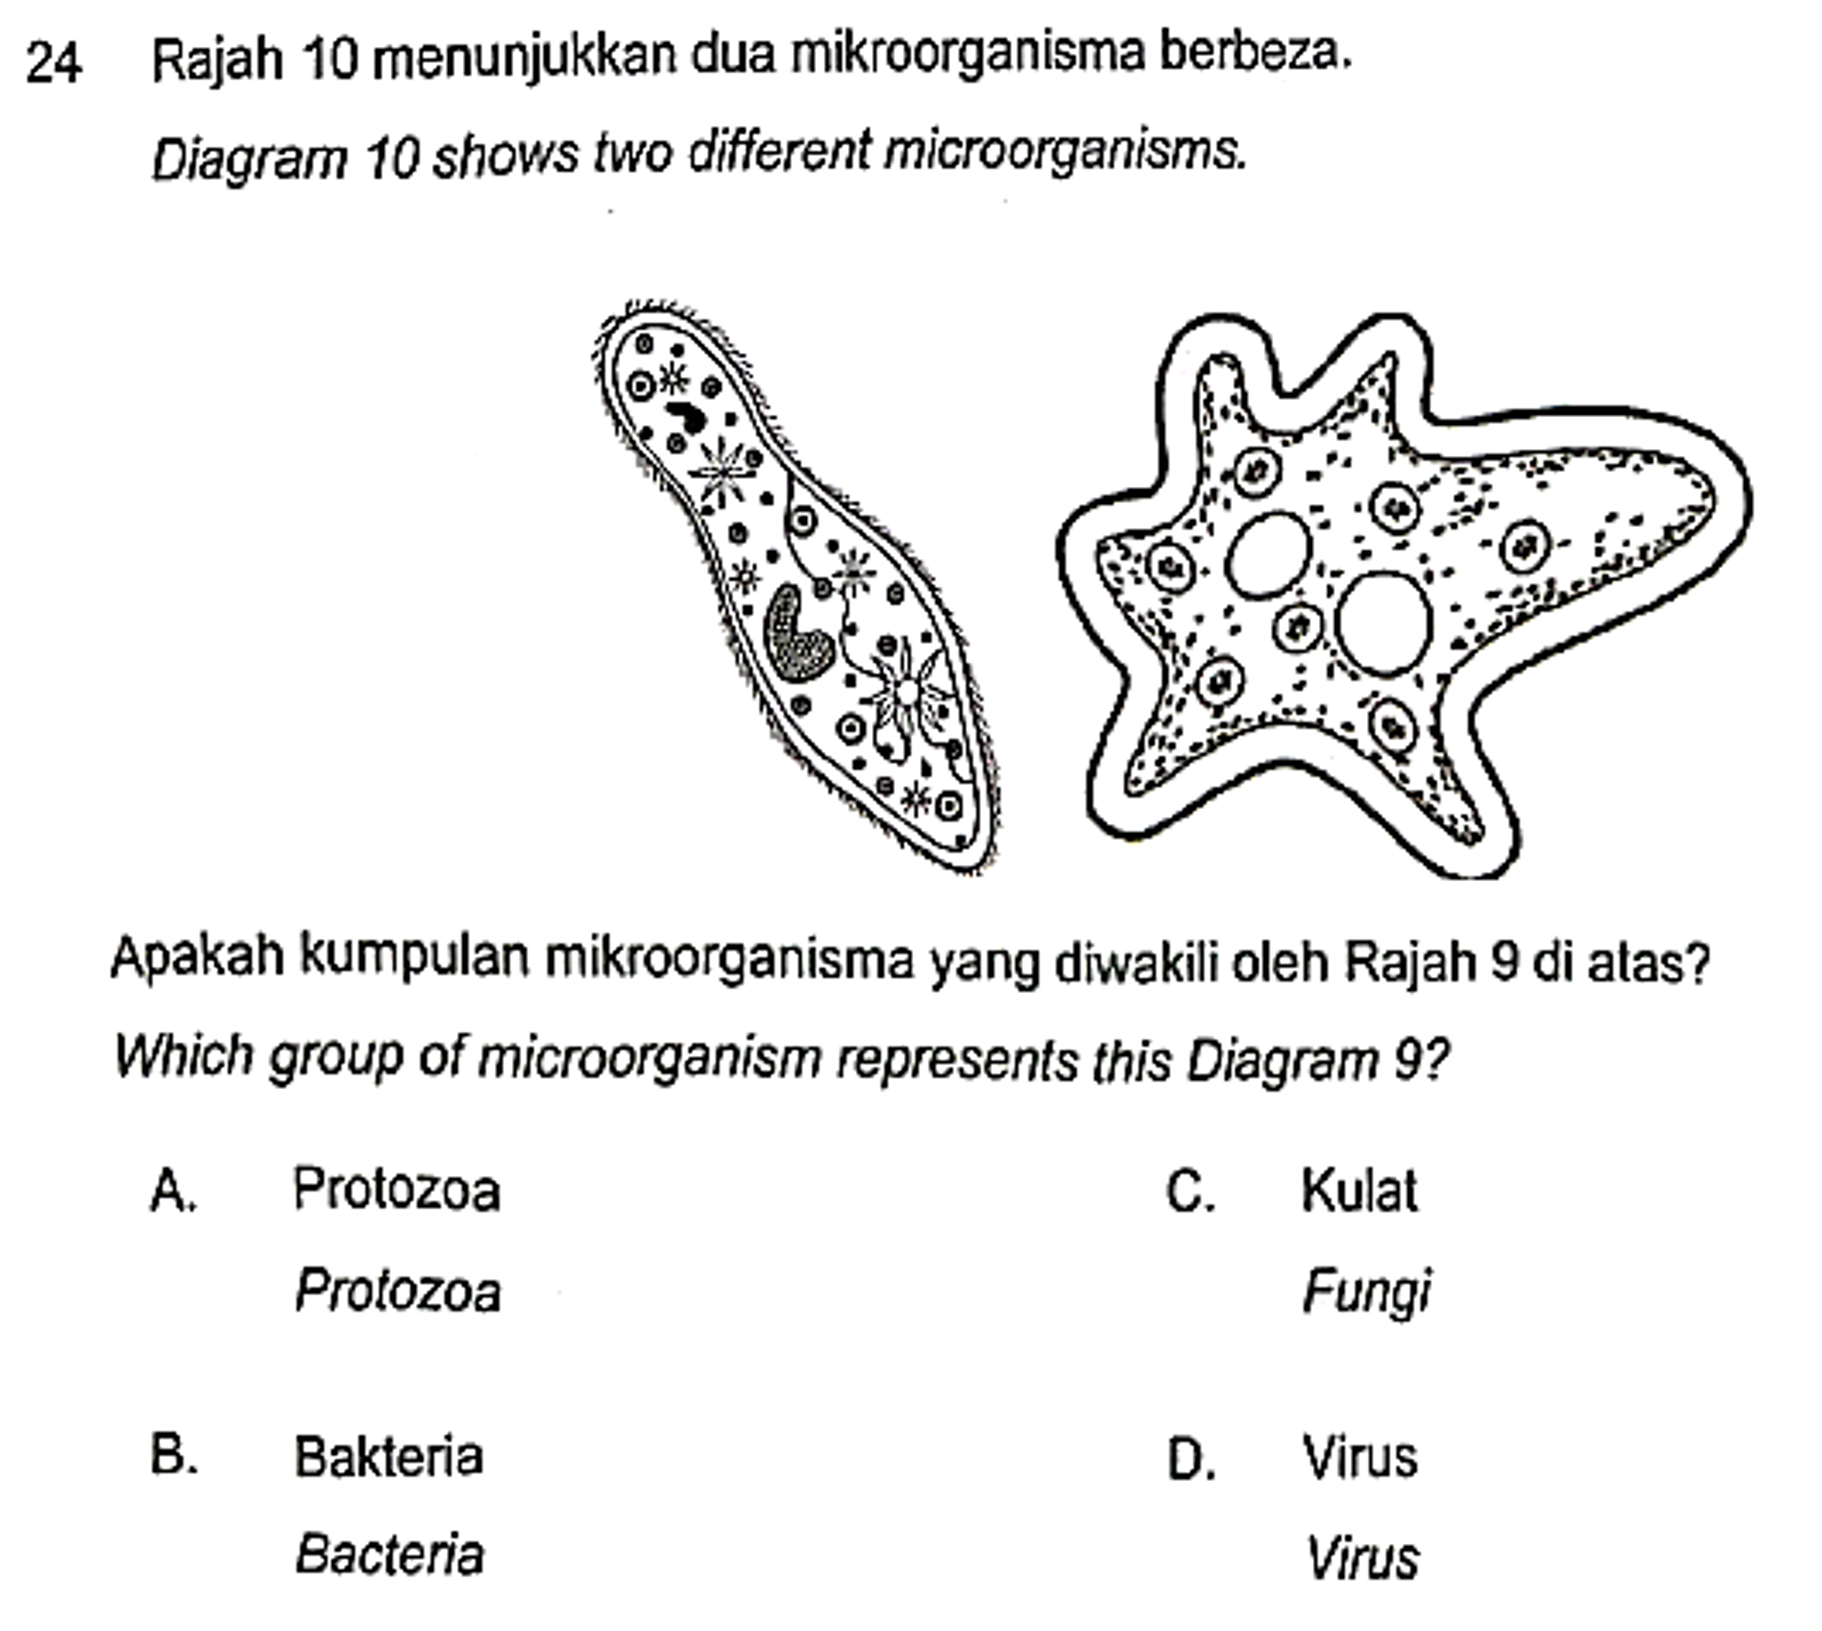 24 Rajah 10 menunjukkan dua mikroorganisma berbeza.
Diagram 10 shows two different microorganisms.
Apakah kumpulan mikroorganisma yang diwakili oleh Rajah 9 di atas?
Which group of microorganism represents this Diagram 9?
A. Protozoa C. Kulat
Protozoa Fungi
B. Bakteria D. Virus
Bacteria Virus